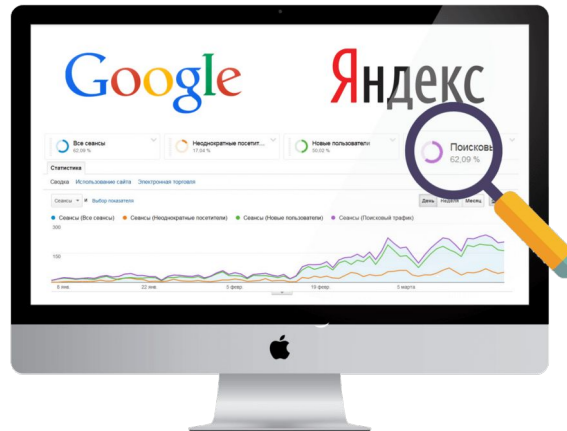 Google Яндекс
Все сеансы
62,09 %
Неоднократные посетит...
17,04 %
Новые пользователи
50,02 %
Поисковы
62,09 %
Статистика
Сводка Использование сайта Электронная торговля
Сеансы и Выбор показателя
День Неделя Месяц
Сеансы (Все сеансы) Сеансы (Неоднократные посетители) Сеансы (Новые пользователи) Сеансы (Поисковый трафик)
300
150
8 янв. 22 янв. 5 февр. 19 февр. 5 марта